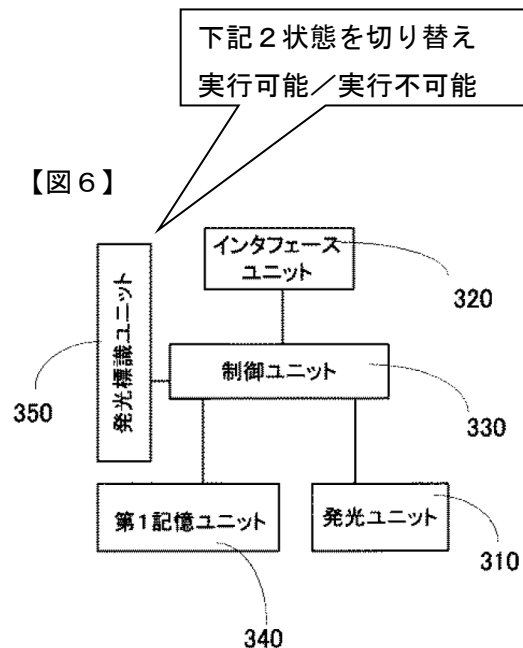 下記２状態を切り替え
実行可能／実行不可能
【図６】
インタフェース
ユニット
320
発光標識ユニット
制御ユニット
350
330
第1記憶ユニット
発光ユニット
310
340